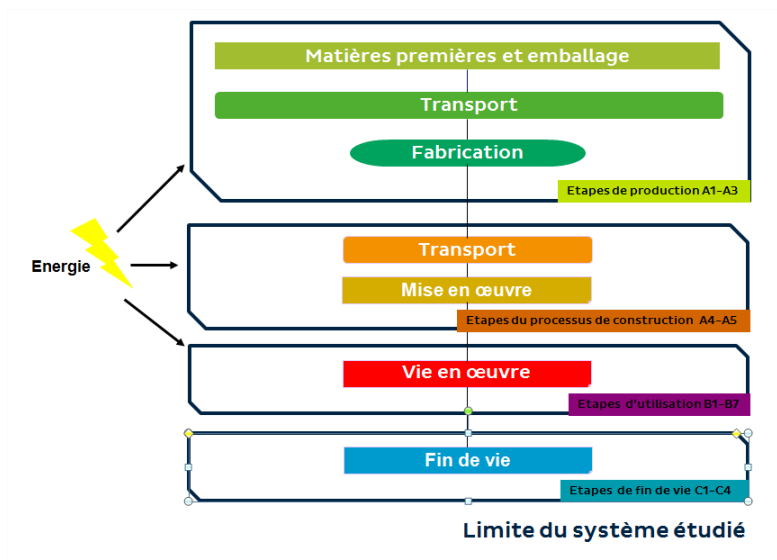 Matières premières et emballage
Transport
Fabrication
Etapes de production A1-A3
Energie
Transport
Mise en œuvre
Etapes du processus de construction A4-A5
Vie en œuvre
Etapes d'utilisation B1-B7
Fin de vie
Etapes de fin de vie C1-C4
Limite du système étudié